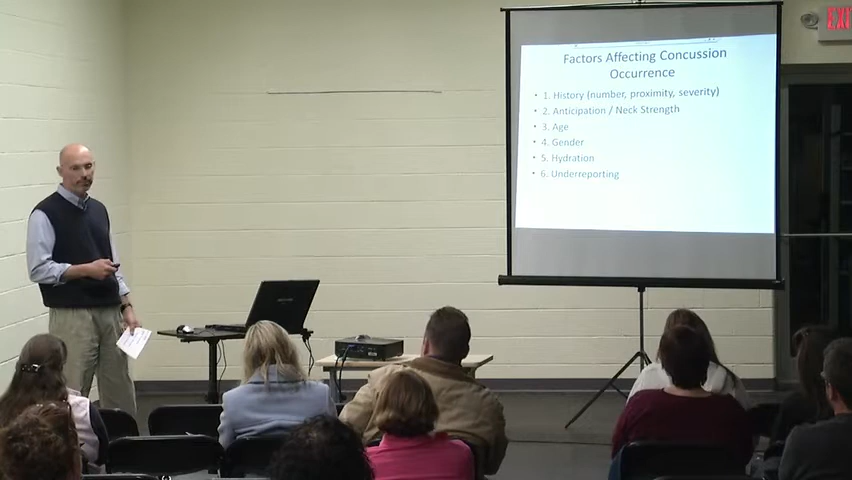 Factors Affecting Concussion
Occurrence
• 1. History (number, proximity, severity)
• 2. Anticipation / Neck Strength
• 3. Age
• 4. Gender
• 5. Hydration
• 6. Underreporting
EXIT